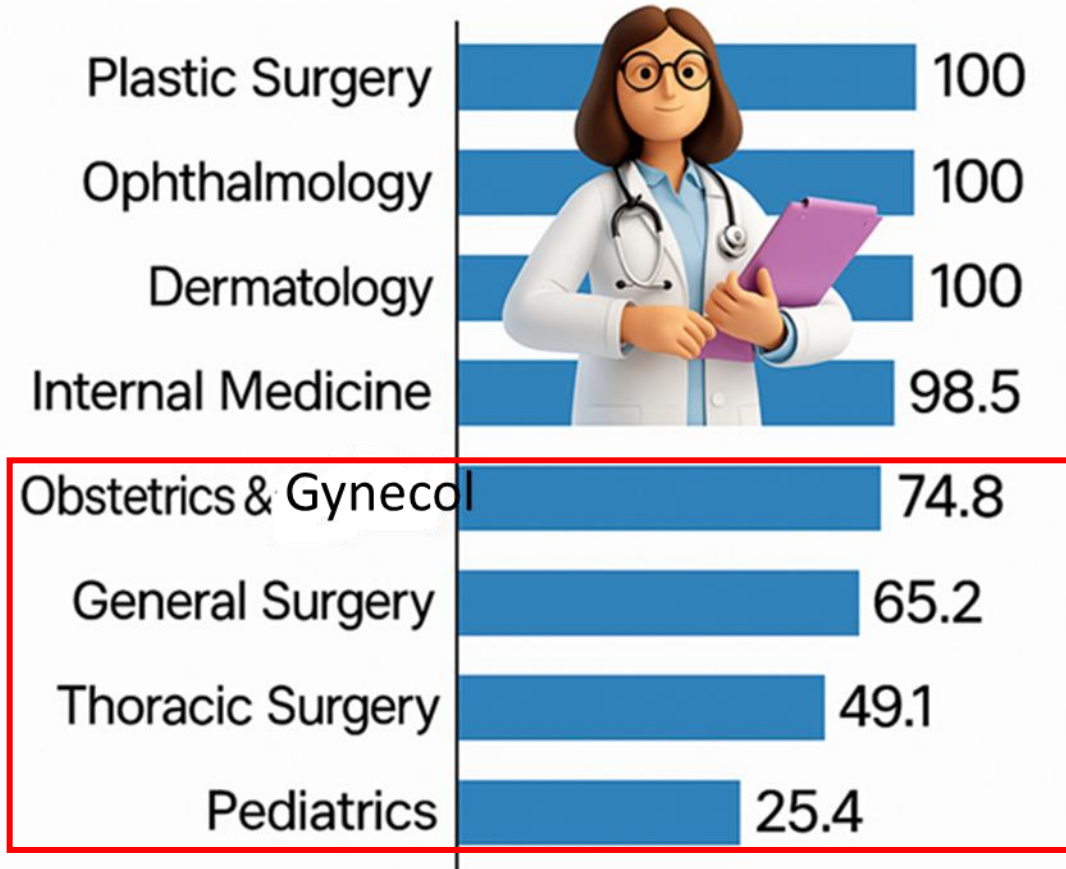 Plastic Surgery 100
Ophthalmology 100
Dermatology 100
Internal Medicine 98.5
Obstetrics & Gynecol 74.8
General Surgery 65.2
Thoracic Surgery 49.1
Pediatrics 25.4